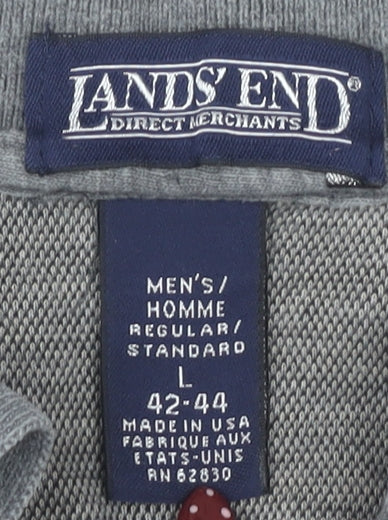 LANDS' END®
DIRECT MERCHANTS
MEN'S/
HOMME
REGULAR/
STANDARD
L
42-44
MADE IN USA
FABRIQUE AUX
ETATS-UNIS
RN 62830